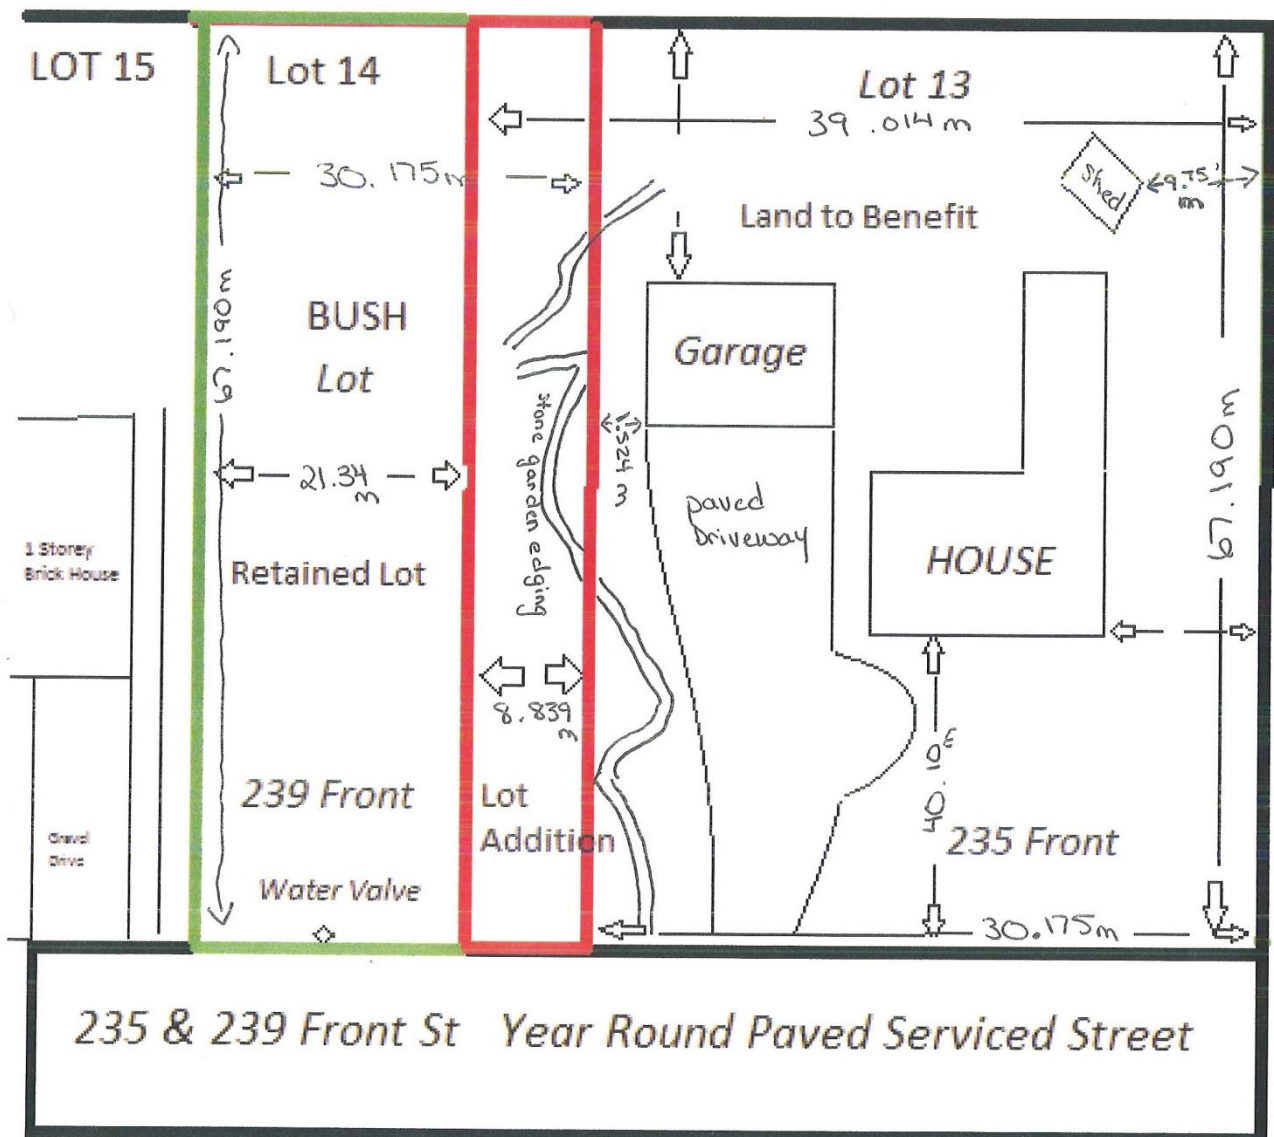 LOT 15
Lot 14
Lot 13
39.014m
30.175m
shed
9.75'
m
Land to Benefit
67.190m
BUSH
Lot
Garage
1.524 m
67.190m
21.34
m
stone garden edging
paved
Driveway
1 Storey
Brick House
Retained Lot
HOUSE
8.839
m
40.10m
239 Front
Lot
Addition
235 Front
Gravel
Drive
Water Valve
30.175m
235 & 239 Front St Year Round Paved Serviced Street